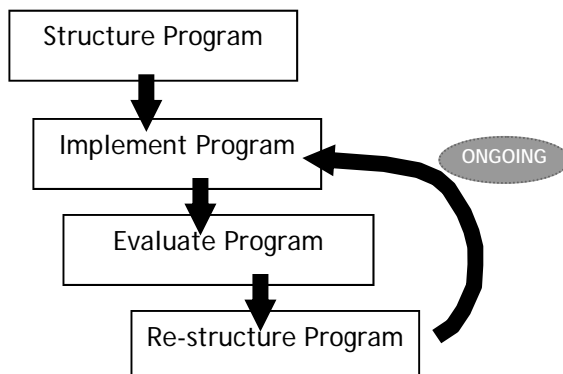 Structure Program
Implement Program
ONGOING
Evaluate Program
Re-structure Program